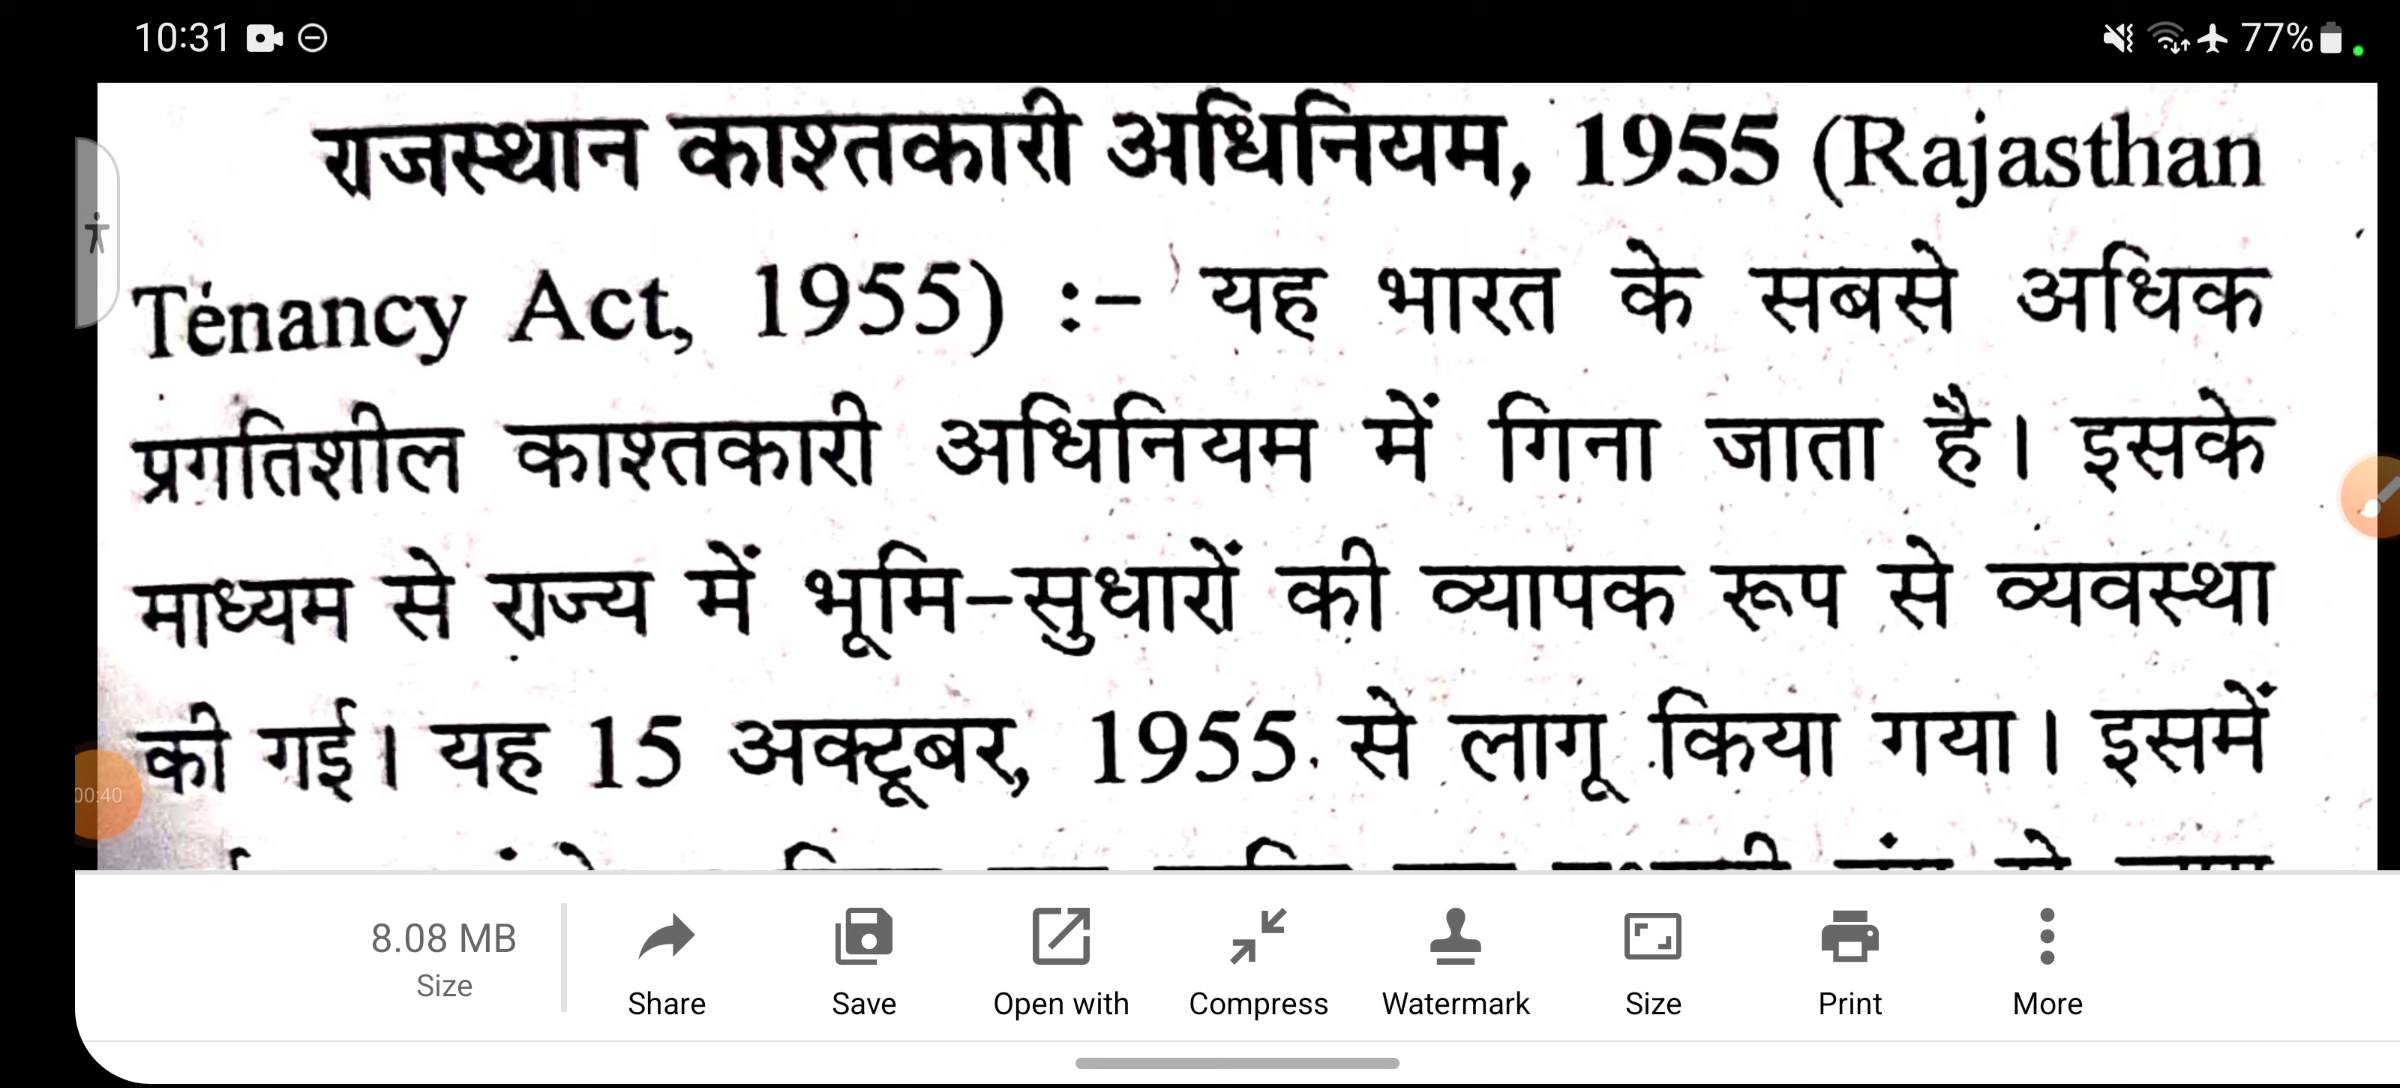 10:31
77%
राजस्थान काश्तकारी अधिनियम, 1955 (Rajasthan
Tenancy Act, 1955) :- यह भारत के सबसे अधिक
प्रगतिशील काश्तकारी अधिनियम में गिना जाता है। इसके
माध्यम से राज्य में भूमि-सुधारों की व्यापक रूप से व्यवस्था
की गई। यह 15 अक्टूबर, 1955 से लागू किया गया। इसमें
00:40
8.08 MB
Size
Share Save Open with Compress Watermark Size Print More